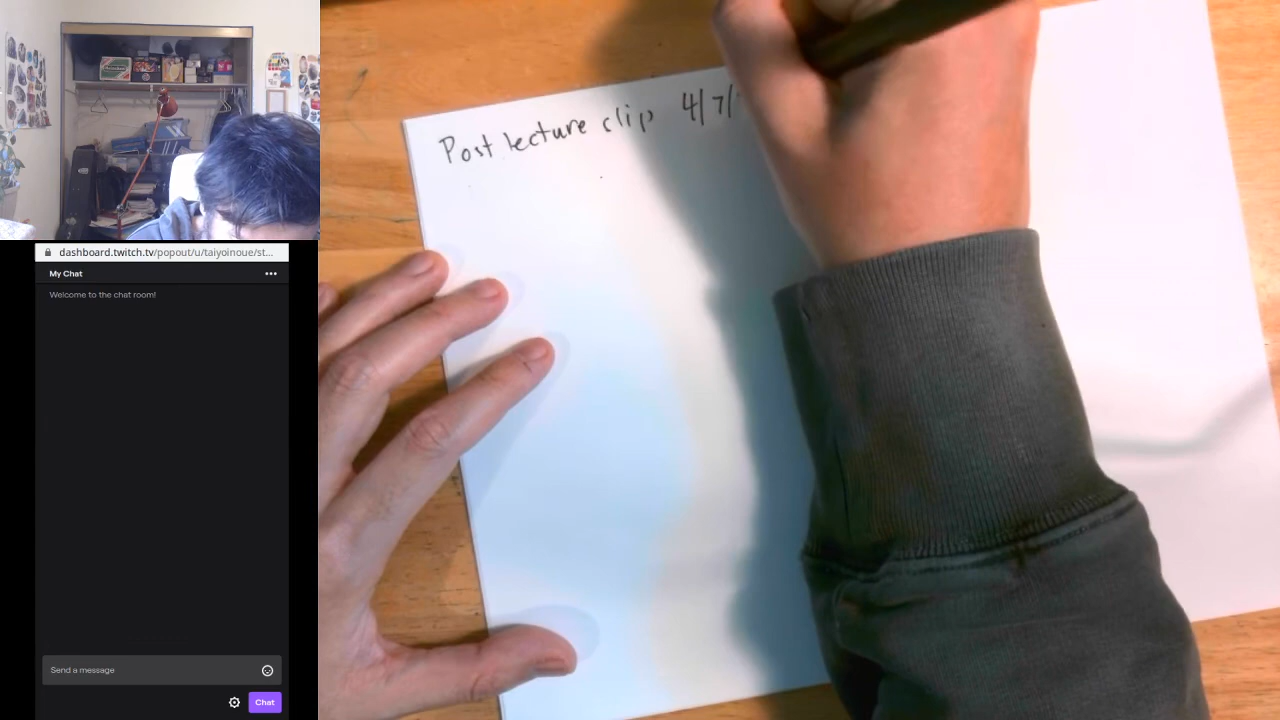 Post lecture clip 4/7/
dashboard.twitch.tv/popout/u/taiyoinoue/st...
My Chat
Welcome to the chat room!
Send a message
Chat